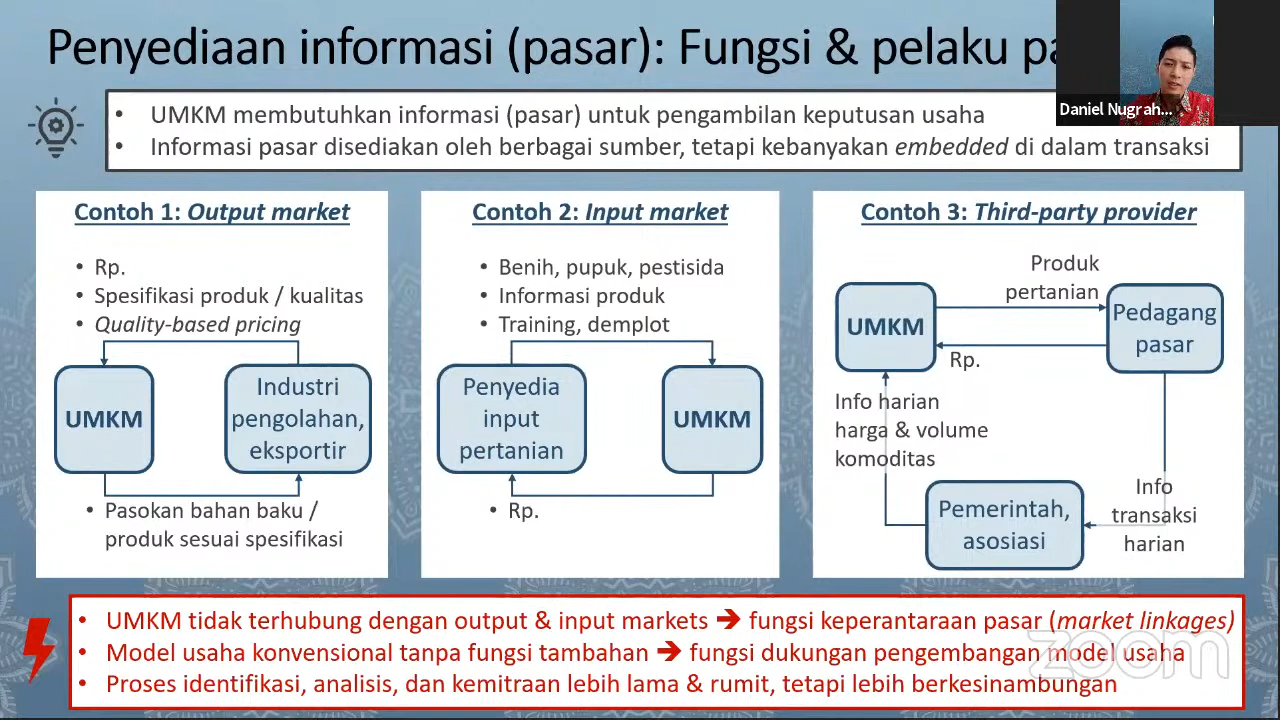 Penyediaan informasi (pasar): Fungsi & pelaku
Daniel Nugrah...
• UMKM membutuhkan informasi (pasar) untuk pengambilan keputusan usaha
• Informasi pasar disediakan oleh berbagai sumber, tetapi kebanyakan embedded di dalam transaksi
Contoh 1: Output market
• Rp.
• Spesifikasi produk / kualitas
• Quality-based pricing
UMKM
Industri
pengolahan,
eksportir
• Pasokan bahan baku /
produk sesuai spesifikasi
Contoh 2: Input market
• Benih, pupuk, pestisida
• Informasi produk
• Training, demplot
Penyedia
input
pertanian
UMKM
• Rp.
Contoh 3: Third-party provider
Produk
pertanian
UMKM
Pedagang
pasar
Rp.
Info harian
harga & volume
komoditas
Pemerintah,
asosiasi
Info
transaksi
harian
• UMKM tidak terhubung dengan output & input markets ➔ fungsi keperantaraan pasar (market linkages)
• Model usaha konvensional tanpa fungsi tambahan ➔ fungsi dukungan pengembangan model usaha
• Proses identifikasi, analisis, dan kemitraan lebih lama & rumit, tetapi lebih berkesinambungan
zoom